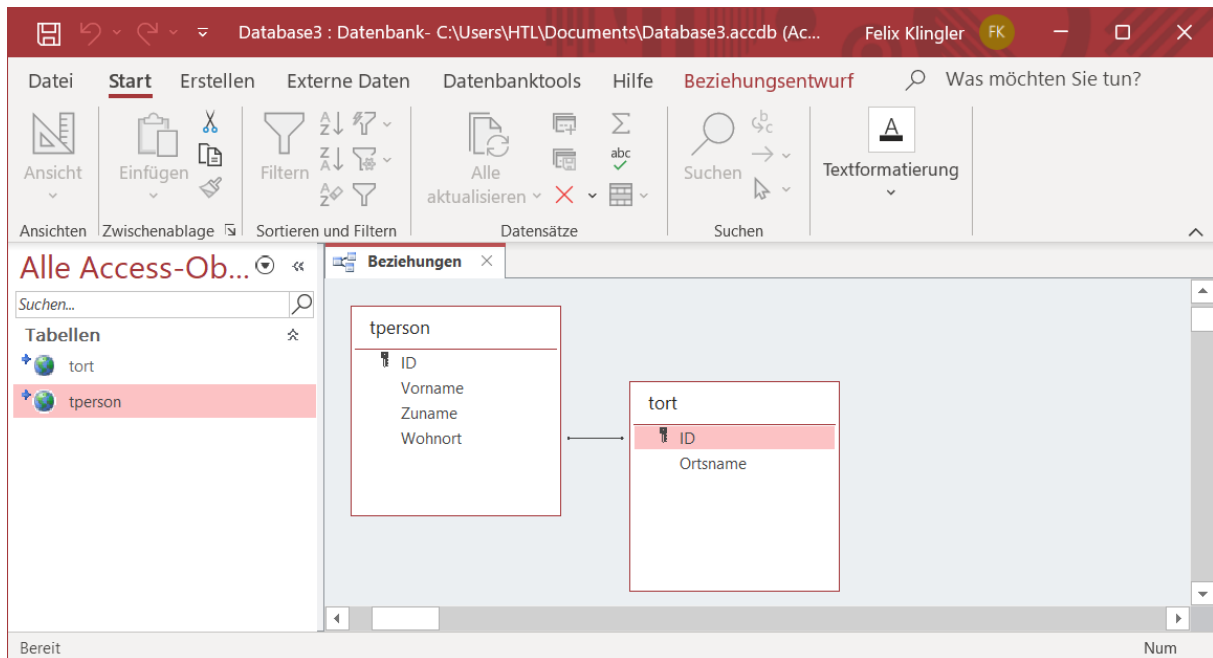 Database3 : Datenbank- C:\Users\HTL\Documents\Database3.accdb (Ac... Felix Klingler FK
Datei Start Erstellen Externe Daten Datenbanktools Hilfe Beziehungsentwurf Was möchten Sie tun?
Ansicht Einfügen Filtern Alle aktualisieren Suchen Textformatierung
Ansichten Zwischenablage Sortieren und Filtern Datensätze Suchen
Alle Access-Ob...
Suchen...
Tabellen
tort
tperson
Beziehungen
tperson
ID
Vorname
Zuname
Wohnort
tort
ID
Ortsname
Bereit Num